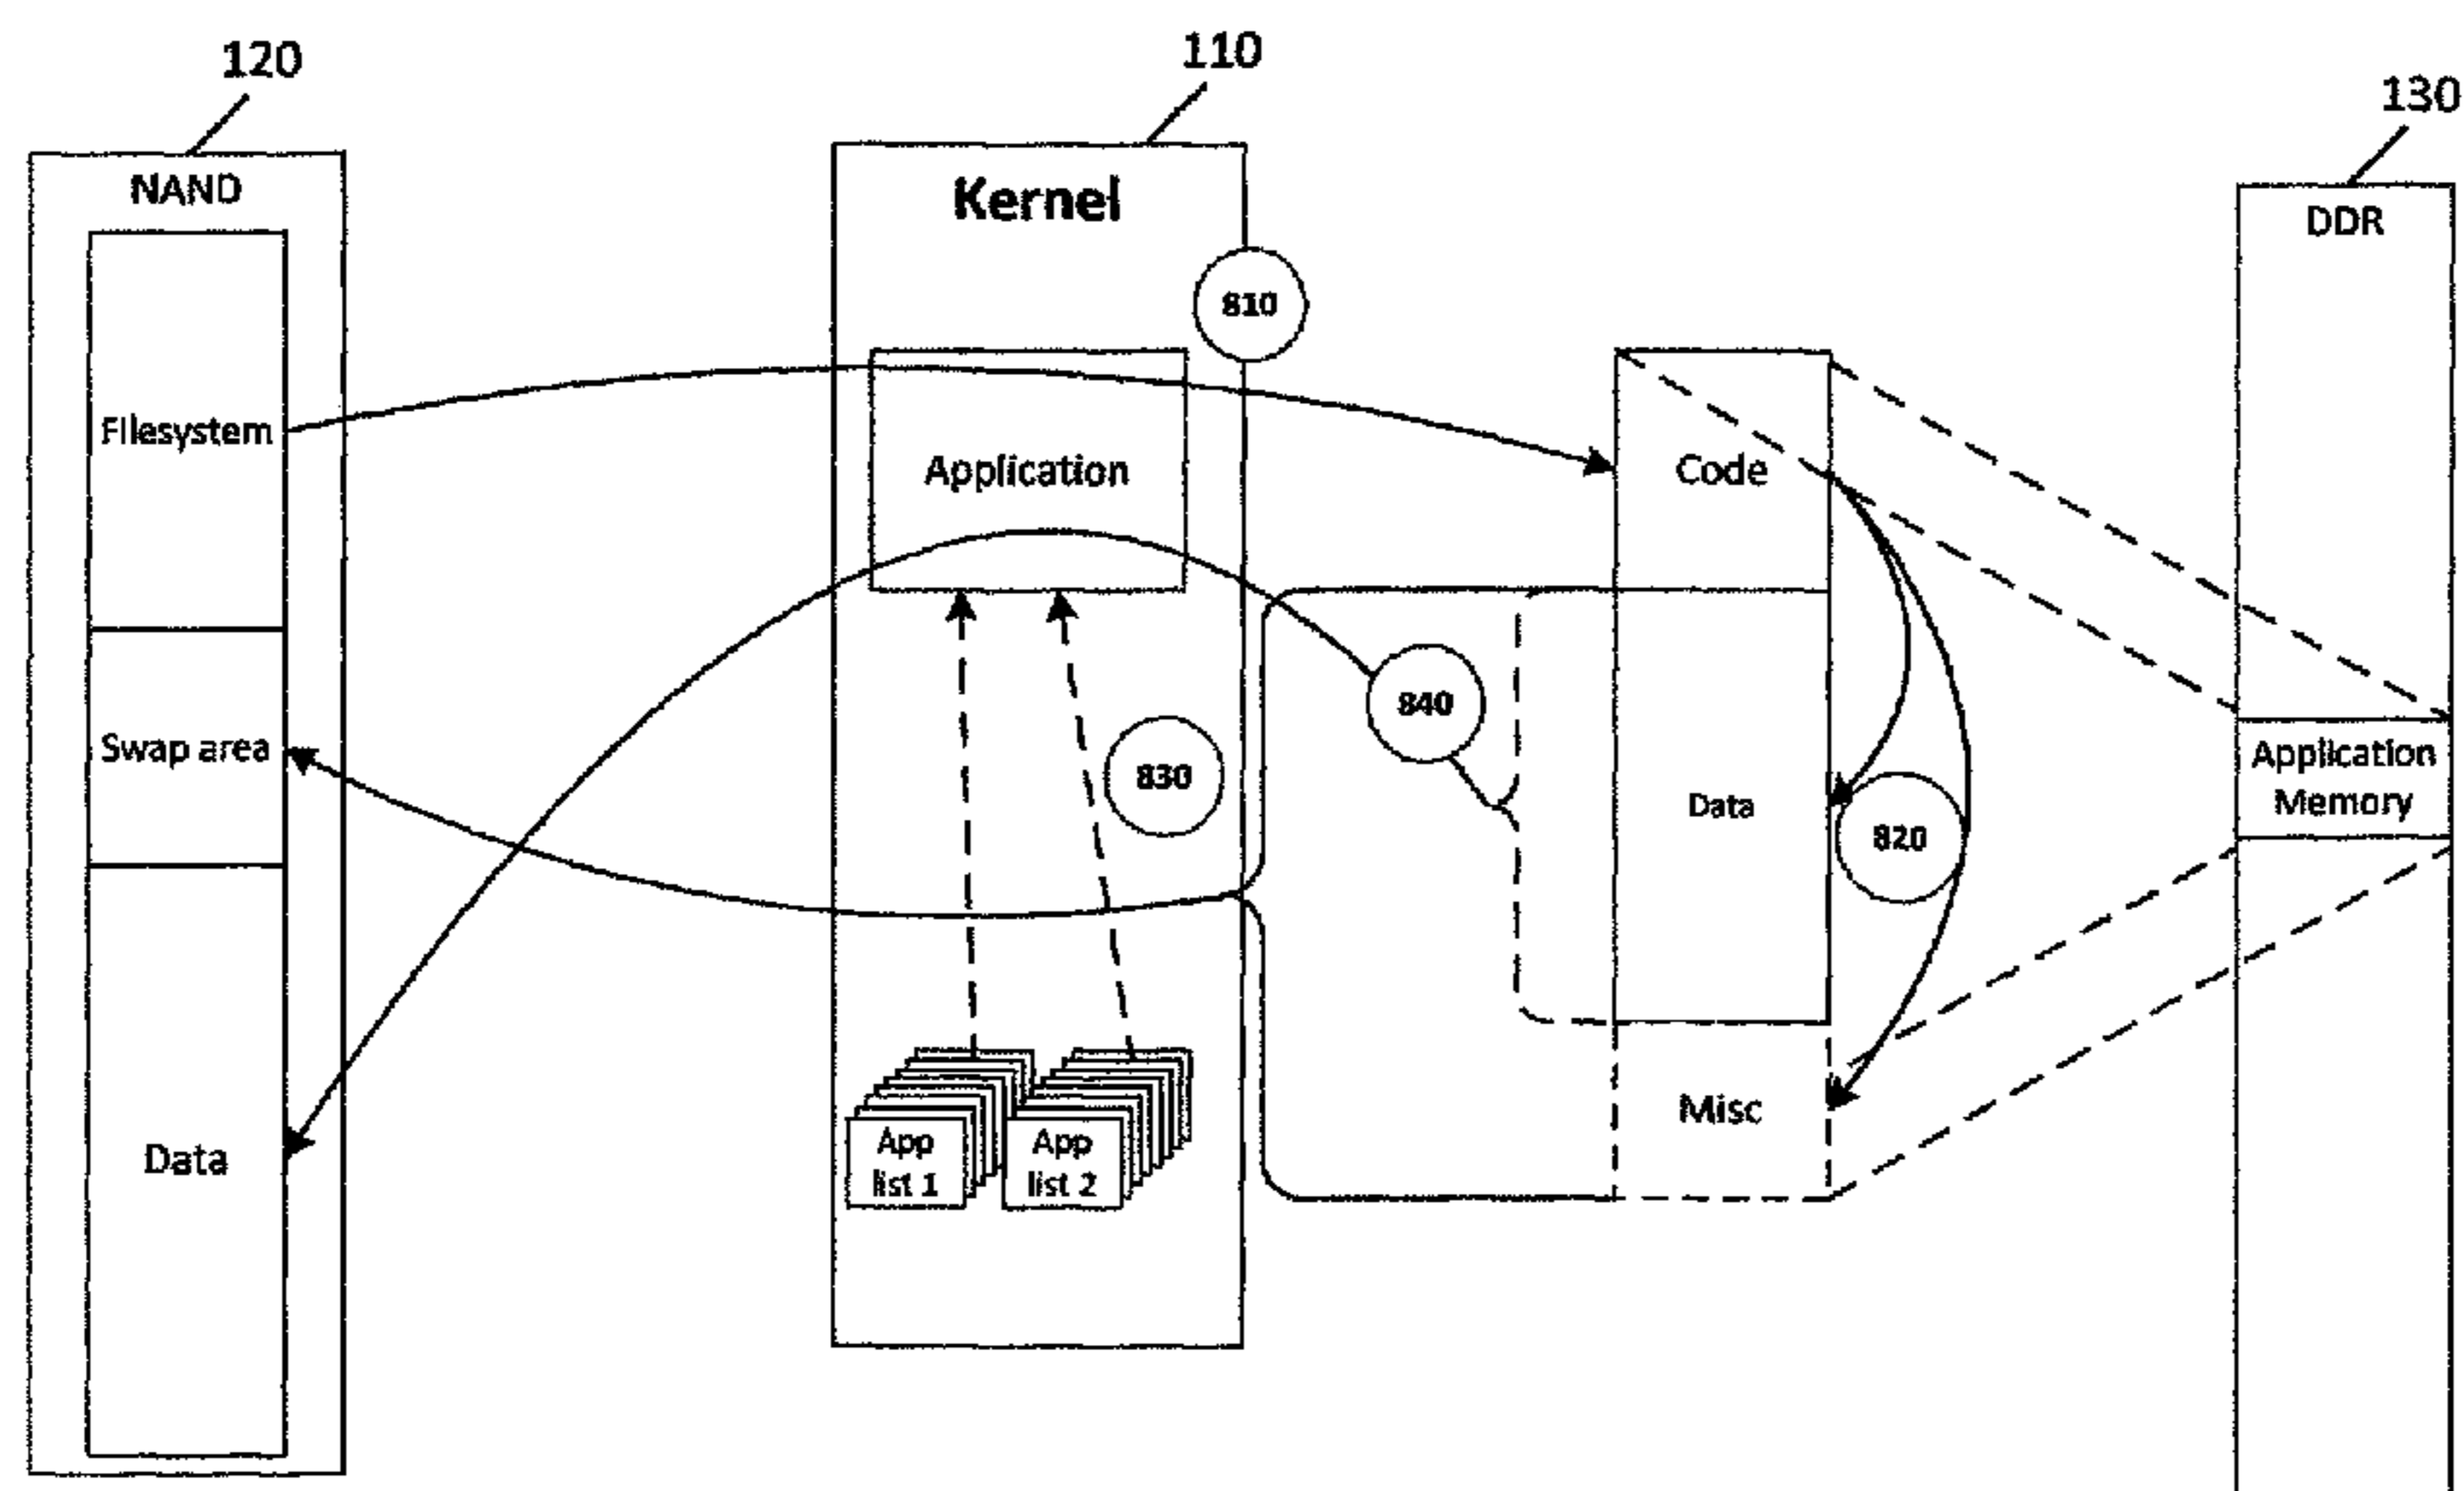 120
110
130
NAND
Kernel
DDR
810
Filesystem
Application
Code
840
Swap area
830
Data
820
Application
Memory
Data
Misc
App
list 1
App
list 2